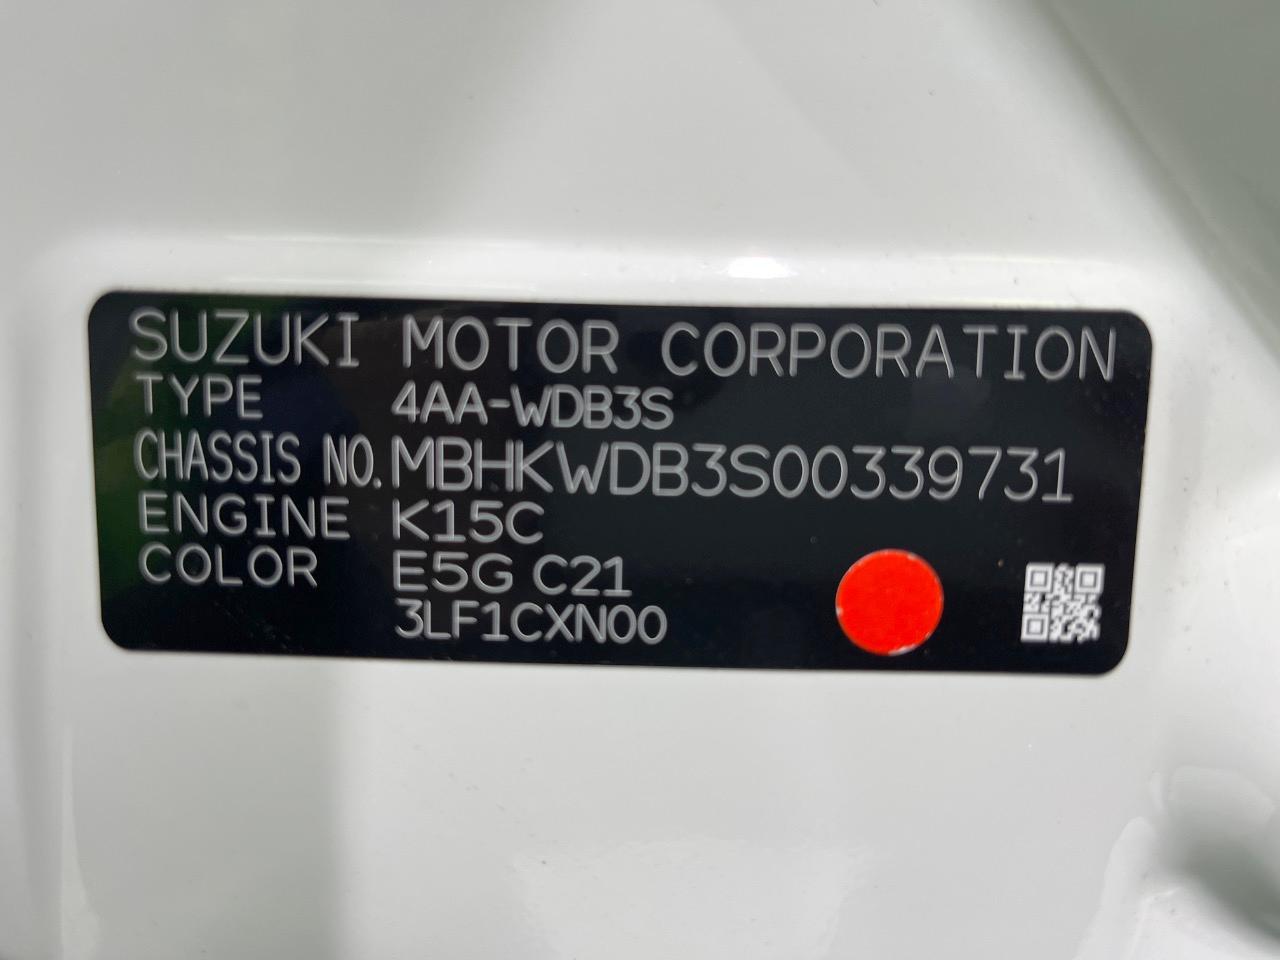 SUZUKI MOTOR CORPORATION
TYPE 4AA-WDB3S
CHASSIS NO. MBHKWDB3S00339731
ENGINE K15C
COLOR E5G C21
3LF1CXN00